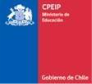 CPEIP
Ministerio de
Educación
Gobierno de Chile